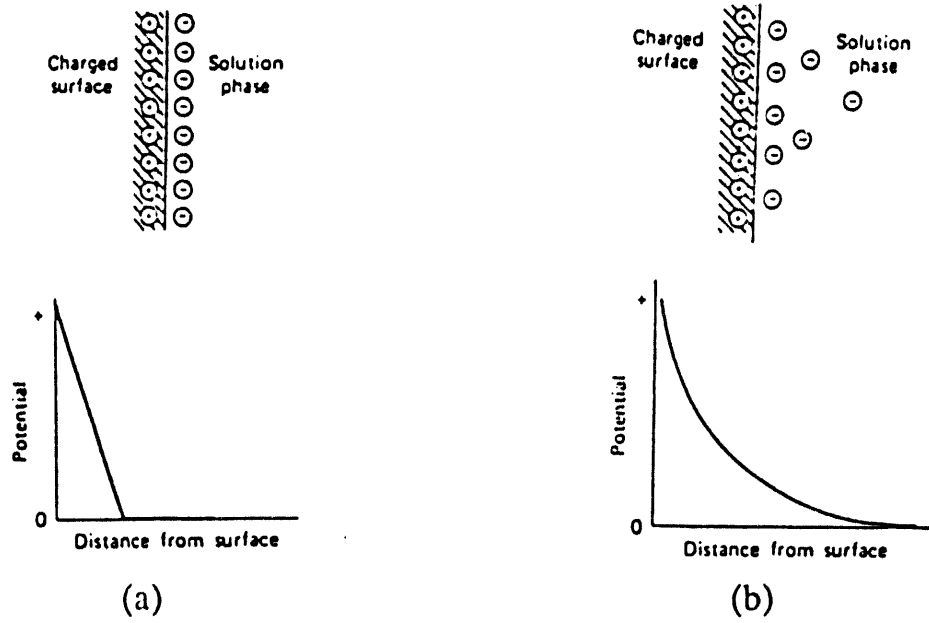 Charged
surface
Solution
phase
+
Potential
0
Distance from surface
(a)
Charged
surface
Solution
phase
+
Potential
0
Distance from surface
(b)